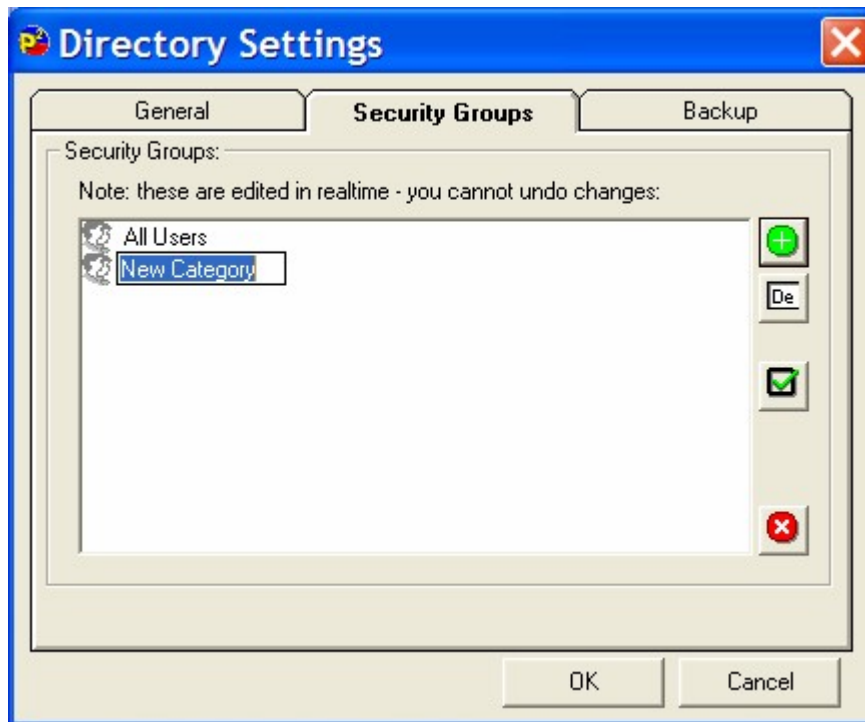 Directory Settings
General Security Groups Backup
Security Groups:
Note: these are edited in realtime - you cannot undo changes:
All Users
New Category
De
OK Cancel